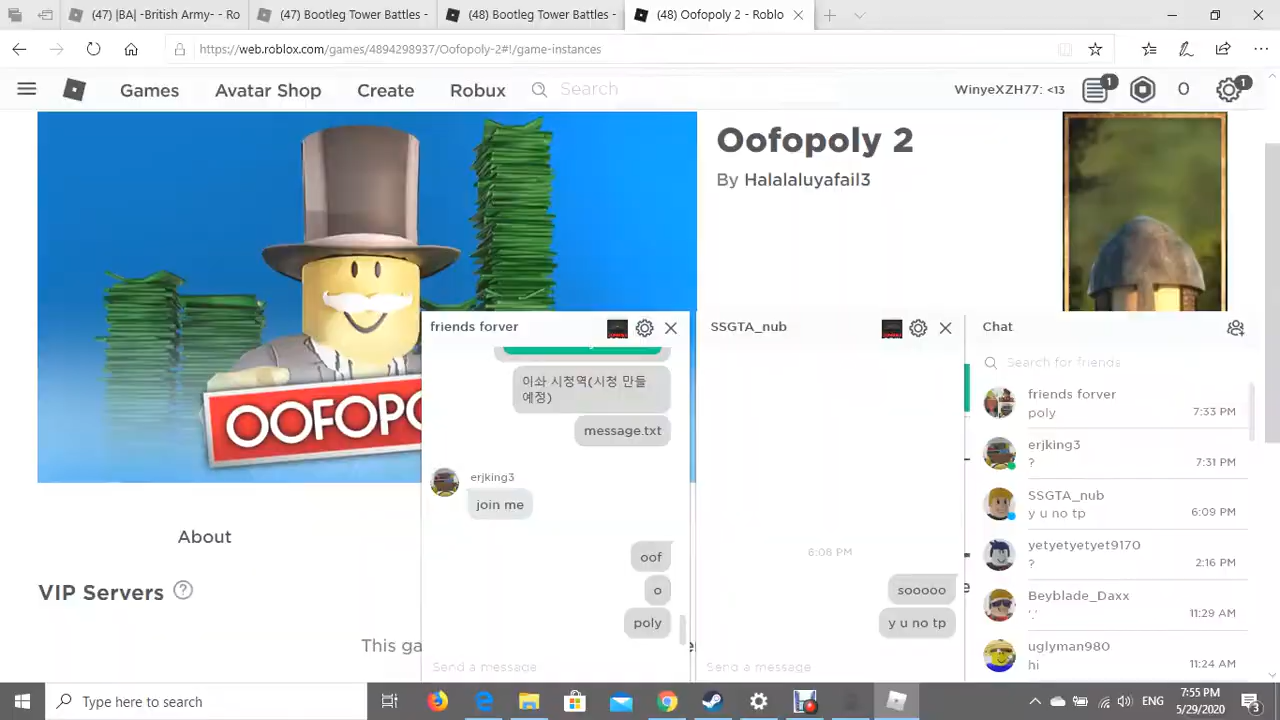 (47) |BA| -British Army- - Ro
(47) Bootleg Tower Battles -
(48) Bootleg Tower Battles -
(48) Oofopoly 2 - Roblo
https://web.roblox.com/games/4894298937/Oofopoly-2#!/game-instances
Games
Avatar Shop
Create
Robux
Search
WinyeXZH77: <13
1
0
1
Oofopoly 2
By Halalaluyafail3
OOFOPO
About
VIP Servers
?
This ga
friends forver
이솨 시청역(시청 만들
예정)
message.txt
erjking3
join me
oof
o
poly
Send a message
SSGTA_nub
6:08 PM
sooooo
y u no tp
Send a message
Chat
Search for friends
friends forver
poly
7:33 PM
erjking3
?
7:31 PM
SSGTA_nub
y u no tp
6:09 PM
yetyetyetyet9170
?
2:16 PM
Beyblade_Daxx
'.'
11:29 AM
uglyman980
hi
11:24 AM
Type here to search
ENG
7:55 PM
5/29/2020
3